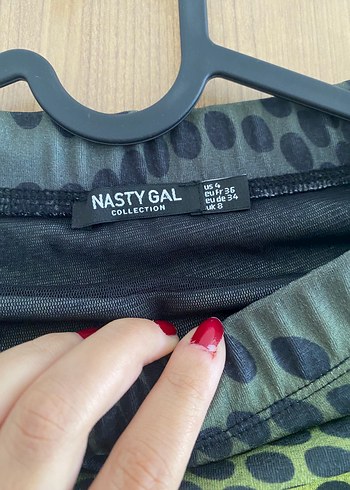 NASTY GAL
COLLECTION
US 4
EU Fr 36
EU de 34
UK 8